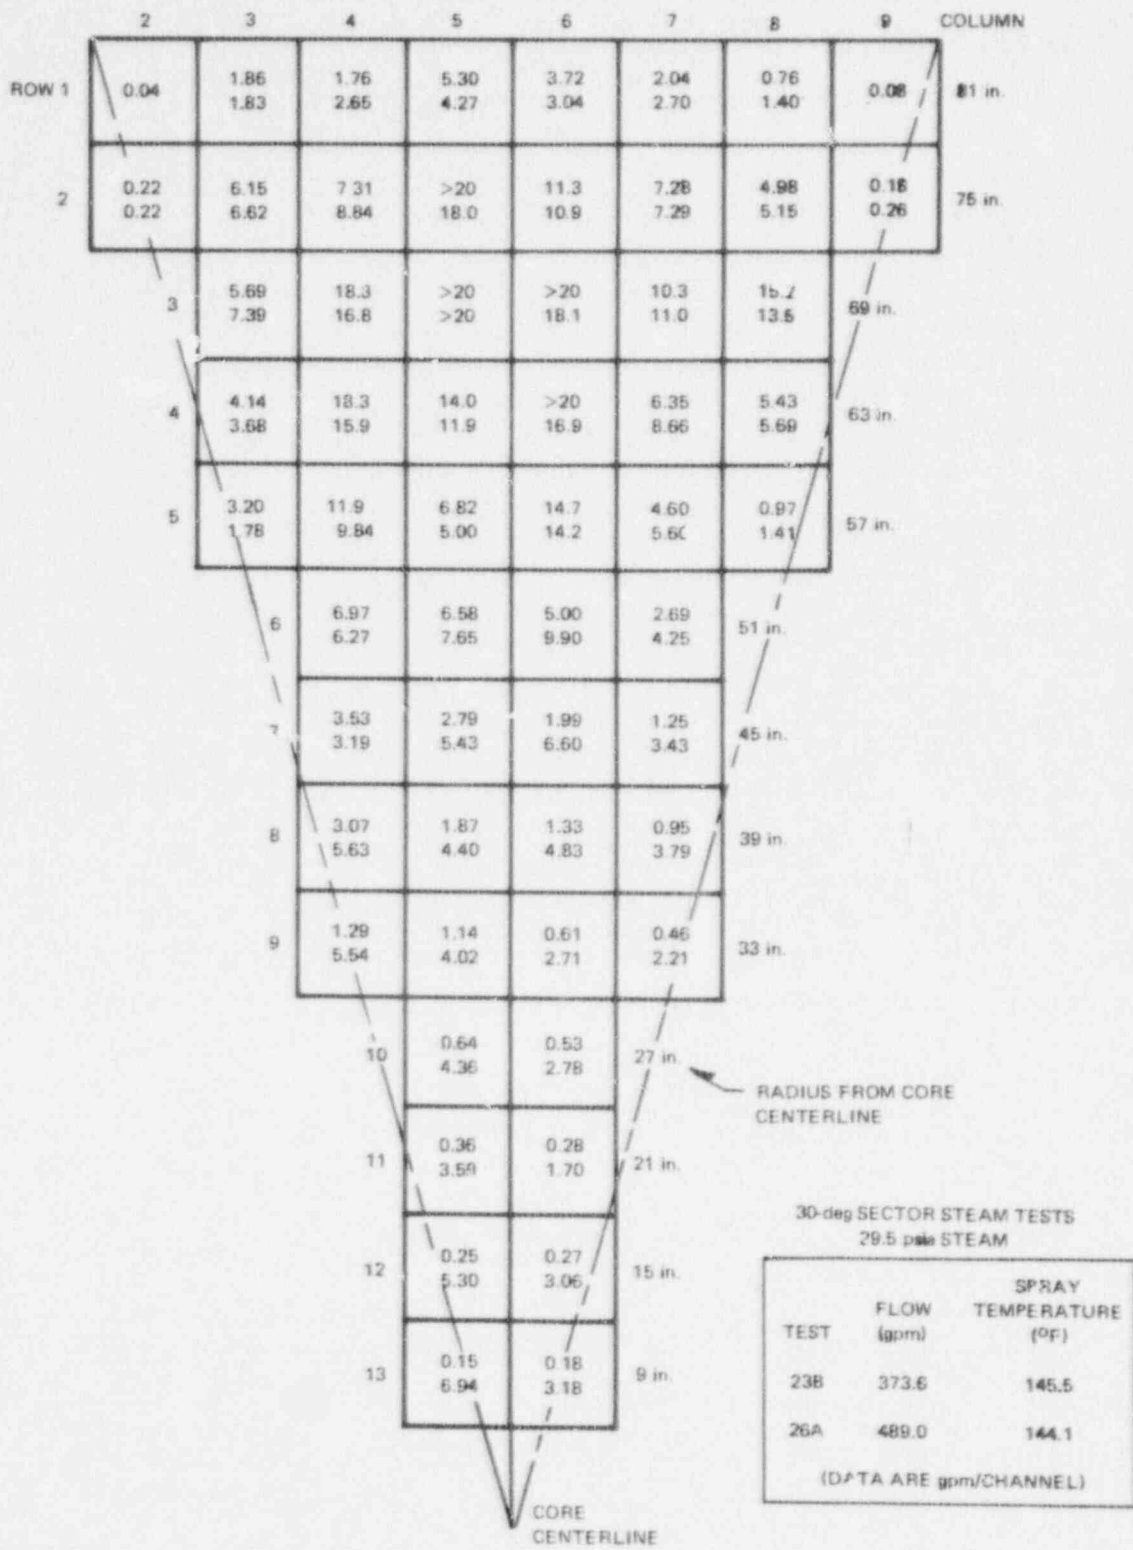 2 3 4 5 6 7 8 9 COLUMN
ROW 1 0.04 1.86 1.76 5.30 3.72 2.04 0.76 0.08 81 in.
1.83 2.65 4.27 3.04 2.70 1.40
2 0.22 6.15 7.31 >20 11.3 7.28 4.98 0.18 75 in.
0.22 6.62 8.84 18.0 10.9 7.29 5.15 0.26
3 5.69 18.3 >20 >20 10.3 69 in.
7.39 16.8 >20 18.1 11.0 13.5
4 4.14 18.3 14.0 >20 6.35 5.43 63 in.
3.68 15.9 11.9 16.9 8.66 5.69
5 3.20 11.9 6.82 14.7 4.60 0.97 57 in.
1.78 9.84 5.00 14.2 1.41
6 6.97 6.58 5.00 2.69 51 in.
6.27 7.65 9.90 4.25
7 3.53 2.79 1.99 1.25 45 in.
3.19 5.43 6.60 3.43
8 3.07 1.87 1.33 0.95 39 in.
5.63 4.40 4.83 3.79
9 1.29 1.14 0.61 0.46 33 in.
5.54 4.02 2.71 2.21
10 0.64 0.53 27 in.
4.36 2.78
RADIUS FROM CORE
CENTERLINE
11 0.36 0.28 21 in.
3.59 1.70
12 0.25 0.27 15 in.
5.30 3.06
13 0.15 0.18 9 in.
6.94 3.18
CORE
CENTERLINE
30-deg SECTOR STEAM TESTS
29.5 psia STEAM
SPRAY
FLOW TEMPERATURE
TEST (gpm) (°F)
23B 373.6 145.5
26A 489.0 144.1
(DATA ARE gpm/CHANNEL)